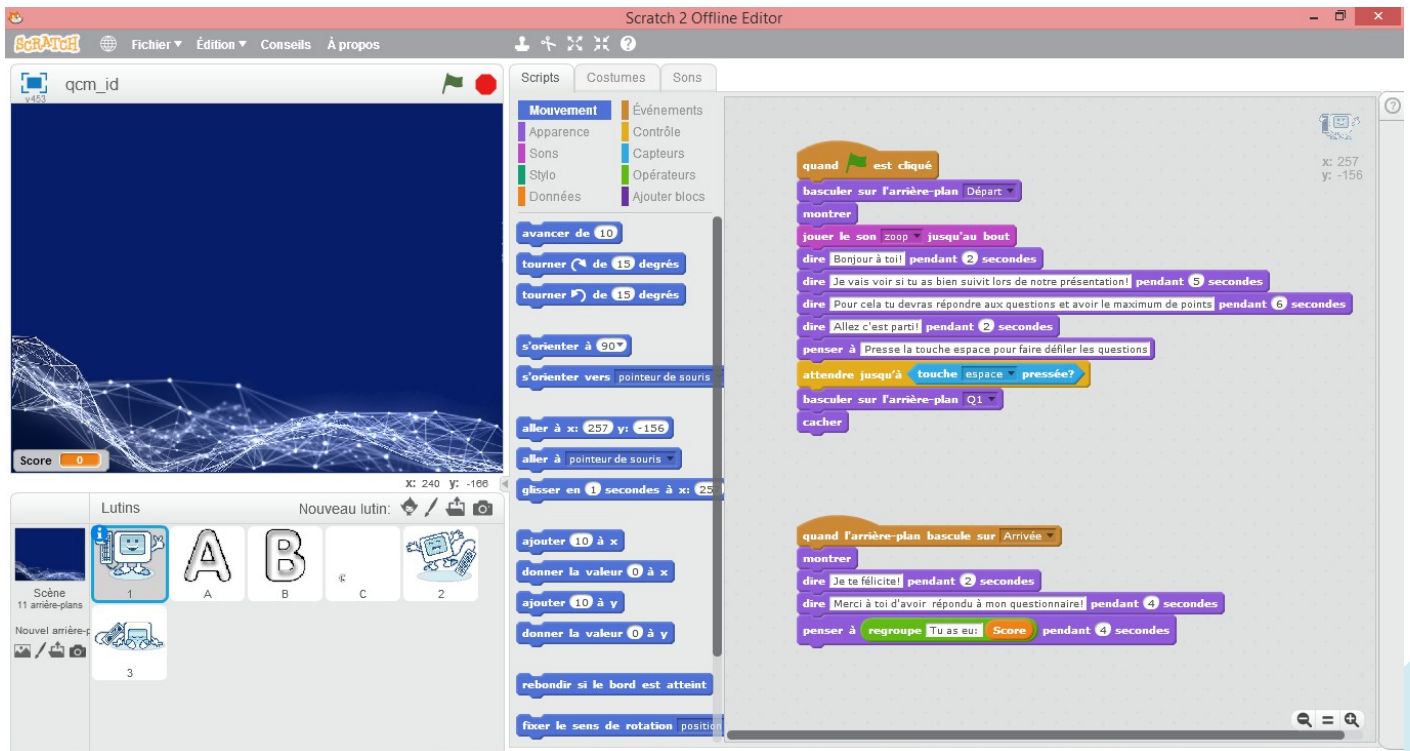 Scratch 2 Offline Editor
SCRATCH Fichier Édition Conseils À propos
qcm_id
v453
Score 0
x: 240 y: -166
Lutins Nouveau lutin:
Scène
11 arrière-plans
Nouvel arrière-p
1 A B C 2
3
Scripts Costumes Sons
Mouvement Événements
Apparence Contrôle
Sons Capteurs
Stylo Opérateurs
Données Ajouter blocs
avancer de 10
tourner de 15 degrés
tourner de 15 degrés
s'orienter à 90
s'orienter vers pointeur de souris
aller à x: 257 y: -156
aller à pointeur de souris
glisser en 1 secondes à x: 257
ajouter 10 à x
donner la valeur 0 à x
ajouter 10 à y
donner la valeur 0 à y
rebondir si le bord est atteint
fixer le sens de rotation position
x: 257
y: -156
quand est cliqué
basculer sur l'arrière-plan Départ
montrer
jouer le son zoop jusqu'au bout
dire Bonjour à toi! pendant 2 secondes
dire Je vais voir si tu as bien suivit lors de notre présentation! pendant 5 secondes
dire Pour cela tu devras répondre aux questions et avoir le maximum de points pendant 6 secondes
dire Allez c'est parti! pendant 2 secondes
penser à Presse la touche espace pour faire défiler les questions
attendre jusqu'à touche espace pressée?
basculer sur l'arrière-plan Q1
cacher
quand l'arrière-plan bascule sur Arrivée
montrer
dire Je te félicite! pendant 2 secondes
dire Merci à toi d'avoir répondu à mon questionnaire! pendant 4 secondes
penser à regroupe Tu as eu: Score pendant 4 secondes